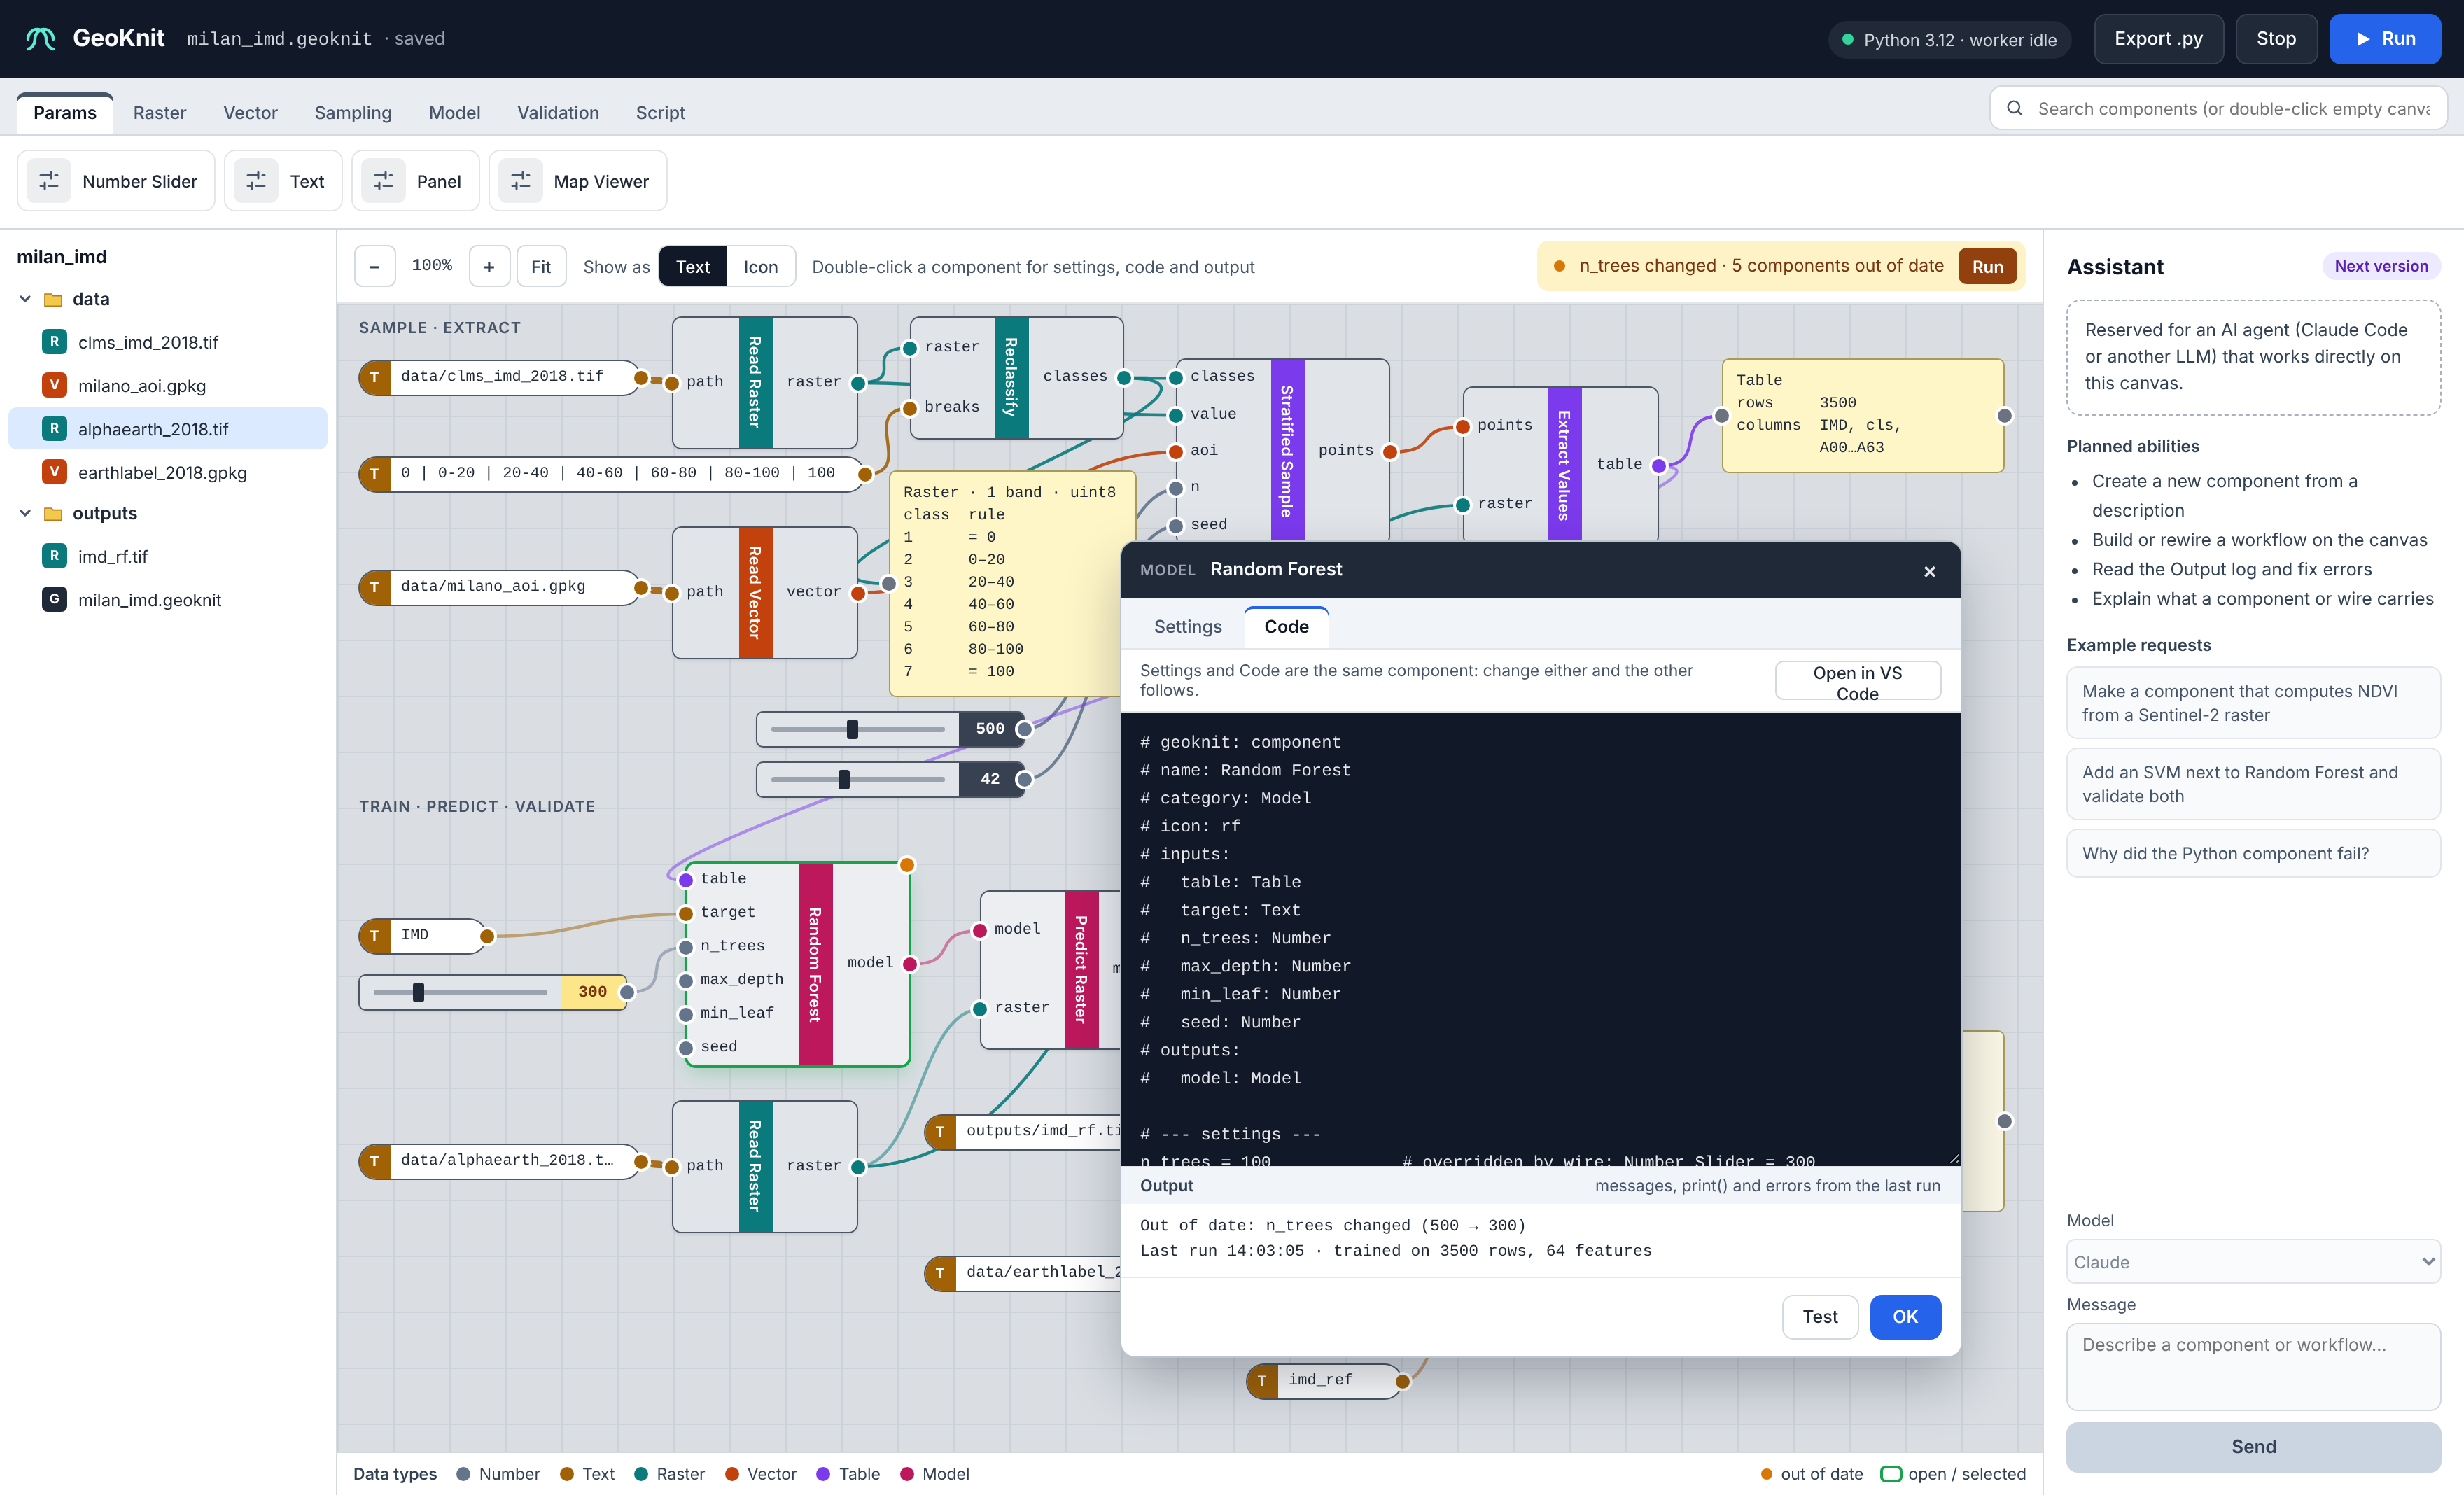 GeoKnit milan_imd.geoknit · saved
Python 3.12 · worker idle
Export .py
Stop
Run
Params
Raster
Vector
Sampling
Model
Validation
Script
Search components (or double-click empty canva
Number Slider
Text
Panel
Map Viewer
milan_imd
data
R clms_imd_2018.tif
V milano_aoi.gpkg
R alphaearth_2018.tif
V earthlabel_2018.gpkg
outputs
R imd_rf.tif
G milan_imd.geoknit
−
100%
+
Fit
Show as
Text
Icon
Double-click a component for settings, code and output
n_trees changed · 5 components out of date
Run
SAMPLE · EXTRACT
T data/clms_imd_2018.tif
path
Read Raster
raster
raster
breaks
Reclassify
classes
T 0 | 0-20 | 20-40 | 40-60 | 60-80 | 80-100 | 100
T data/milano_aoi.gpkg
path
Read Vector
vector
Raster · 1 band · uint8
class rule
1 = 0
2 0–20
3 20–40
4 40–60
5 60–80
6 80–100
7 = 100
classes
value
aoi
n
seed
Stratified Sample
points
points
raster
Extract Values
table
Table
rows 3500
columns IMD, cls,
A00…A63
500
42
TRAIN · PREDICT · VALIDATE
T IMD
300
table
target
n_trees
max_depth
min_leaf
seed
Random Forest
model
model
raster
Predict Raster
T data/alphaearth_2018.t…
path
Read Raster
raster
T outputs/imd_rf.ti
T data/earthlabel_2
T imd_ref
MODEL Random Forest
×
Settings
Code
Settings and Code are the same component: change either and the other
follows.
Open in VS
Code
# geoknit: component
# name: Random Forest
# category: Model
# icon: rf
# inputs:
#   table: Table
#   target: Text
#   n_trees: Number
#   max_depth: Number
#   min_leaf: Number
#   seed: Number
# outputs:
#   model: Model
# --- settings ---
n_trees = 100 # overridden by wire: Number Slider = 300
Output
messages, print() and errors from the last run
Out of date: n_trees changed (500 → 300)
Last run 14:03:05 · trained on 3500 rows, 64 features
Test
OK
Data types
Number
Text
Raster
Vector
Table
Model
out of date
open / selected
Assistant
Next version
Reserved for an AI agent (Claude Code
or another LLM) that works directly on
this canvas.
Planned abilities
• Create a new component from a
description
• Build or rewire a workflow on the canvas
• Read the Output log and fix errors
• Explain what a component or wire carries
Example requests
Make a component that computes NDVI
from a Sentinel-2 raster
Add an SVM next to Random Forest and
validate both
Why did the Python component fail?
Model
Claude
Message
Describe a component or workflow…
Send